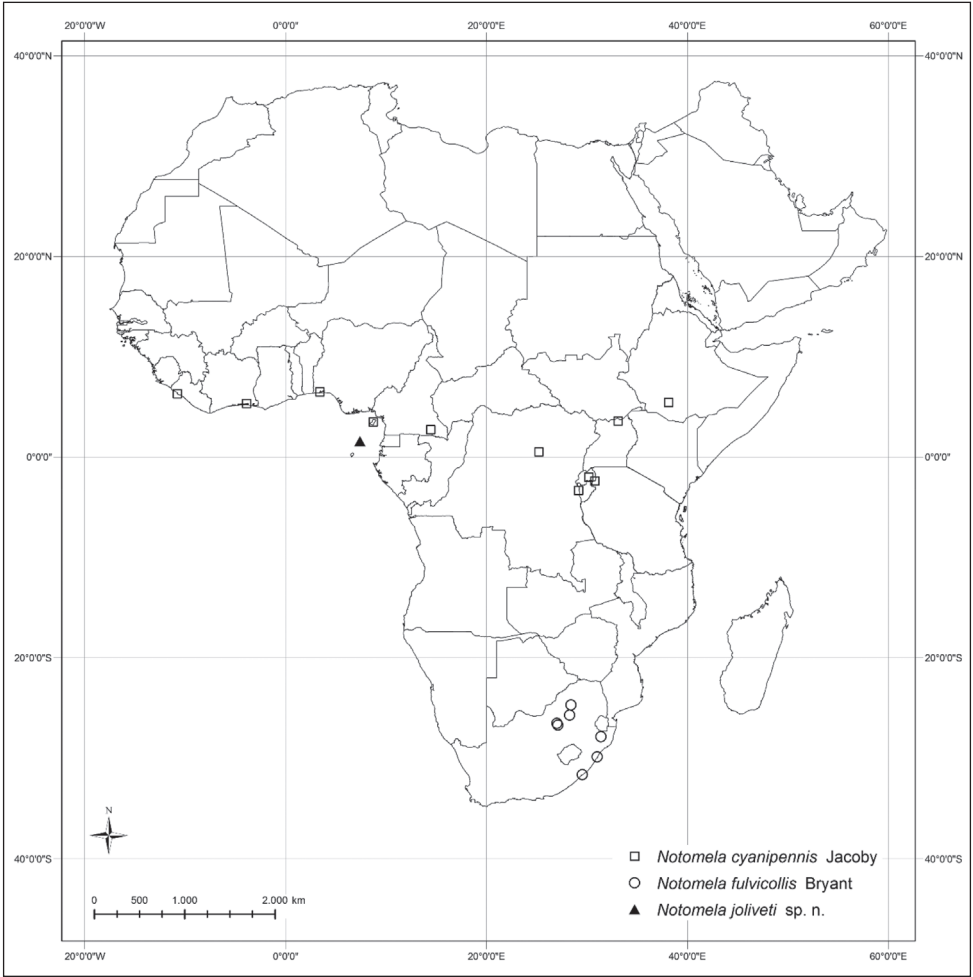 20°0'0"W 0°0'0" 20°0'0"E 40°0'0"E 60°0'0"E
40°0'0"N 40°0'0"N
20°0'0"N 20°0'0"N
0°0'0" 0°0'0"
20°0'0"S 20°0'0"S
N
40°0'0"S 40°0'0"S
Notomela cyanipennis Jacoby
Notomela fulvicollis Bryant
Notomela joliveti sp. n.
0 500 1.000 2.000 km
20°0'0"W 0°0'0" 20°0'0"E 40°0'0"E 60°0'0"E